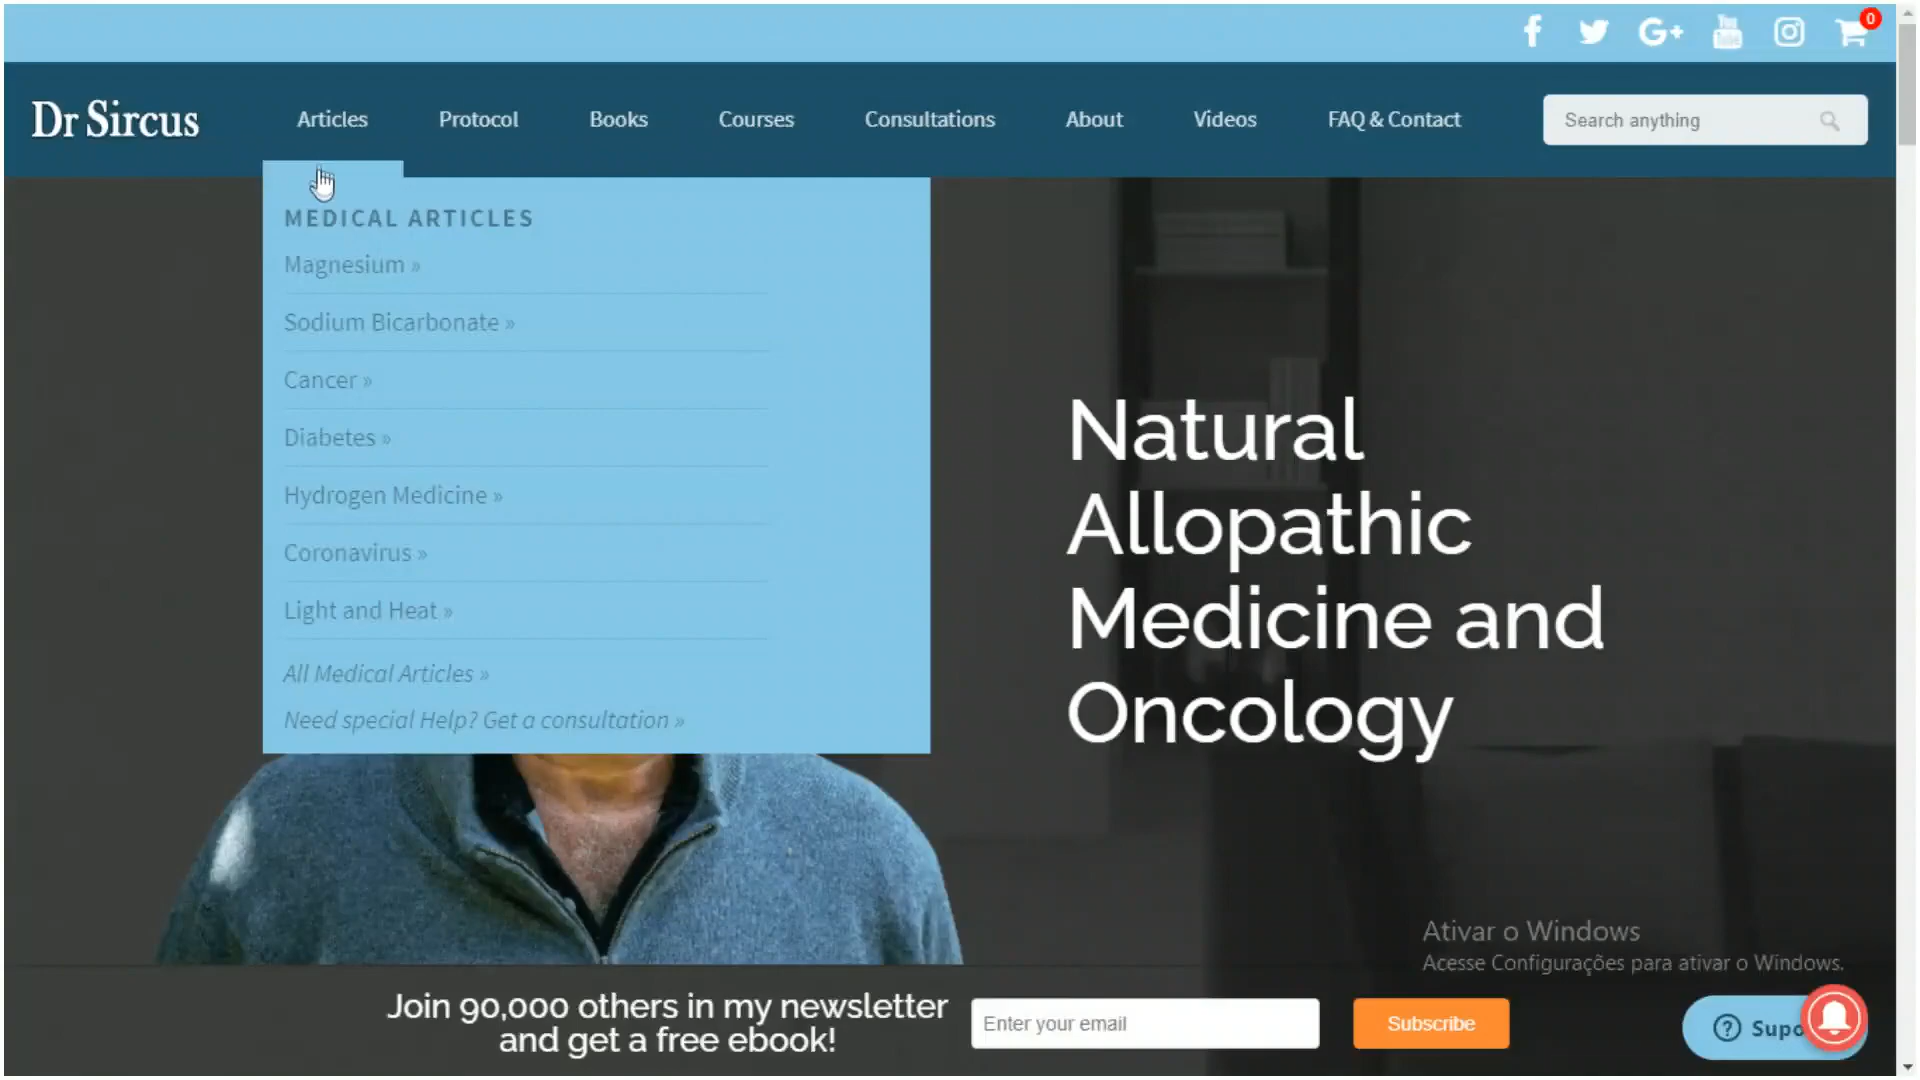 0
Dr Sircus
Articles
Protocol
Books
Courses
Consultations
About
Videos
FAQ & Contact
Search anything
MEDICAL ARTICLES
Magnesium »
Sodium Bicarbonate »
Cancer »
Diabetes »
Hydrogen Medicine »
Coronavirus »
Light and Heat »
All Medical Articles »
Need special Help? Get a consultation »
Natural
Allopathic
Medicine and
Oncology
Ativar o Windows
Acesse Configurações para ativar o Windows.
Join 90,000 others in my newsletter
and get a free ebook!
Enter your email
Subscribe